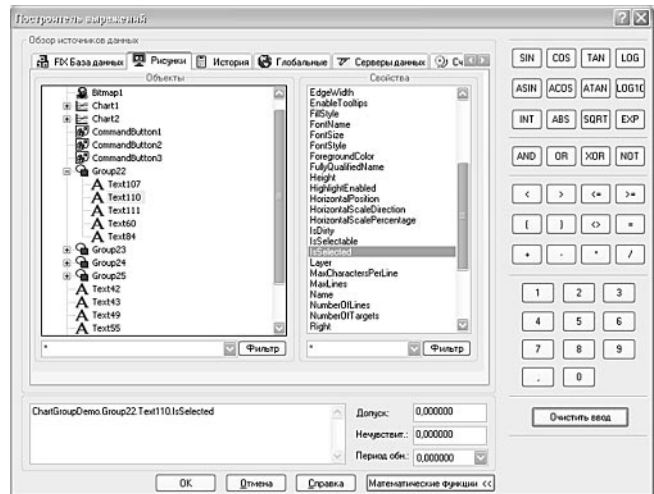 Построитель выражений
Обзор источников данных
FIX База данных Рисунки История Глобальные Серверы данных Сч
Объекты
Bitmap1
Chart1
Chart2
CommandButton1
CommandButton2
CommandButton3
Group22
Text107
Text110
Text111
Text60
Text84
Group23
Group24
Group25
Text42
Text43
Text49
Text55
* Фильтр
Свойства
EdgeWidth
EnableTooltips
FillStyle
FontName
FontSize
FontStyle
ForegroundColor
FullyQualifiedName
Height
HighlightEnabled
HorizontalPosition
HorizontalScaleDirection
HorizontalScalePercentage
IsDirty
IsSelectable
IsSelected
Layer
MaxCharactersPerLine
MaxLines
Name
NumberOfLines
NumberOfTargets
Right
* Фильтр
ChartGroupDemo.Group22.Text110.IsSelected
Допуск: 0,000000
Нечувствит.: 0,000000
Период обн.: 0,000000
OK Отмена Справка Математические функции <<
SIN COS TAN LOG
ASIN ACOS ATAN LOG10
INT ABS SQRT EXP
AND OR XOR NOT
< > <= >=
( ) <> =
+ - * /
1 2 3
4 5 6
7 8 9
, 0
Очистить ввод